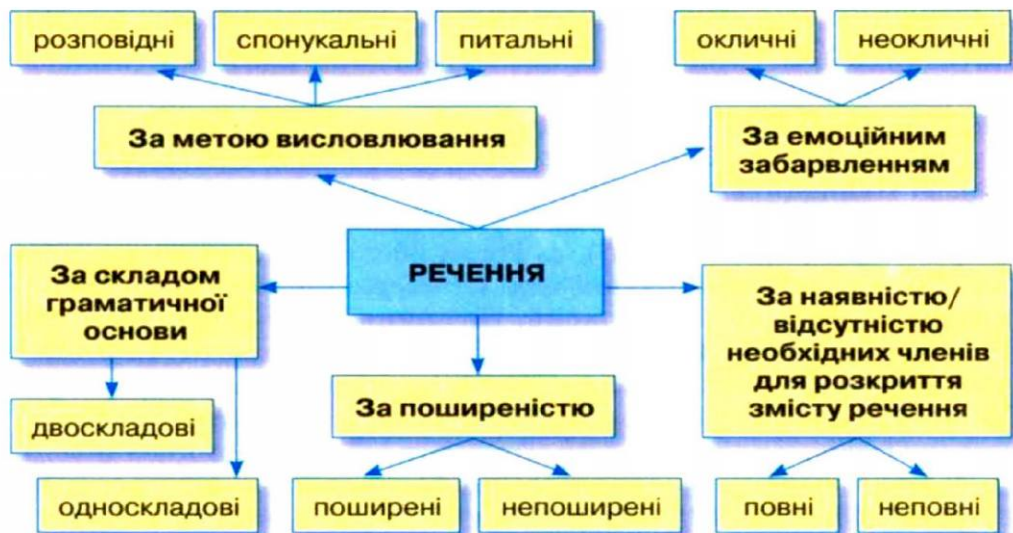 розповідні
спонукальні
питальні
окличні
неокличні
За метою висловлювання
За емоційним
забарвленням
РЕЧЕННЯ
За складом
граматичної
основи
За наявністю/
відсутністю
необхідних членів
для розкриття
змісту речення
За поширеністю
двоскладові
односкладові
поширені
непоширені
повні
неповні